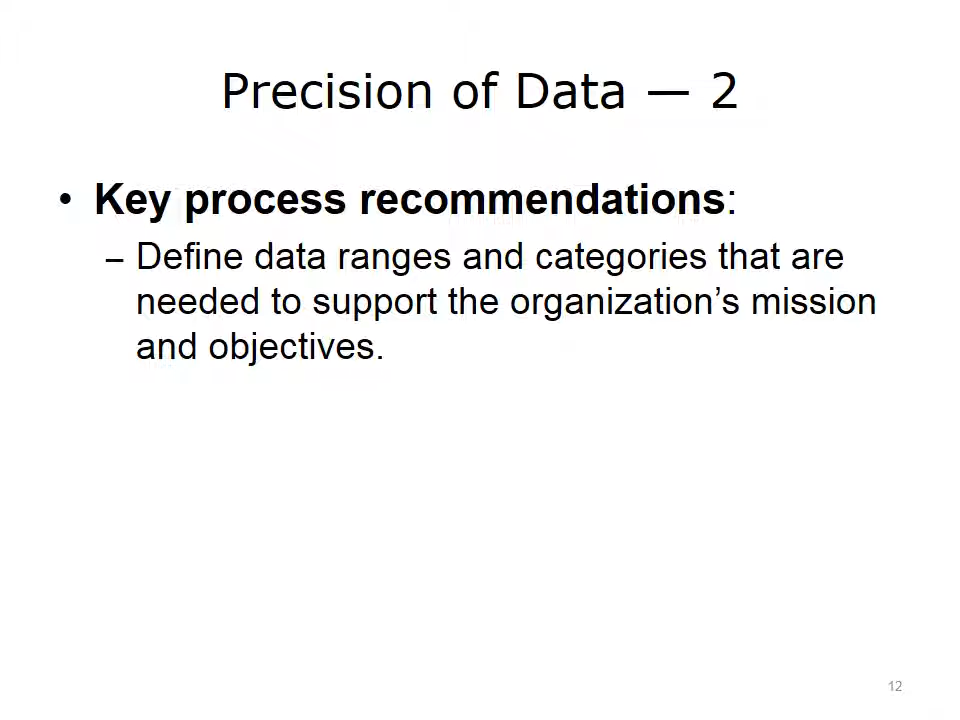 Precision of Data — 2
• Key process recommendations:
– Define data ranges and categories that are
needed to support the organization’s mission
and objectives.
12